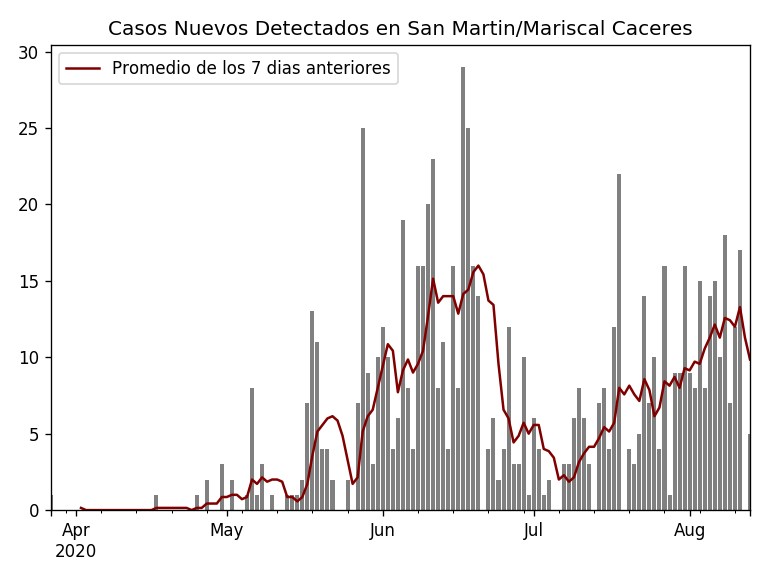 Casos Nuevos Detectados en San Martin/Mariscal Caceres
Promedio de los 7 dias anteriores
30
25
20
15
10
5
0
Apr May Jun Jul Aug
2020